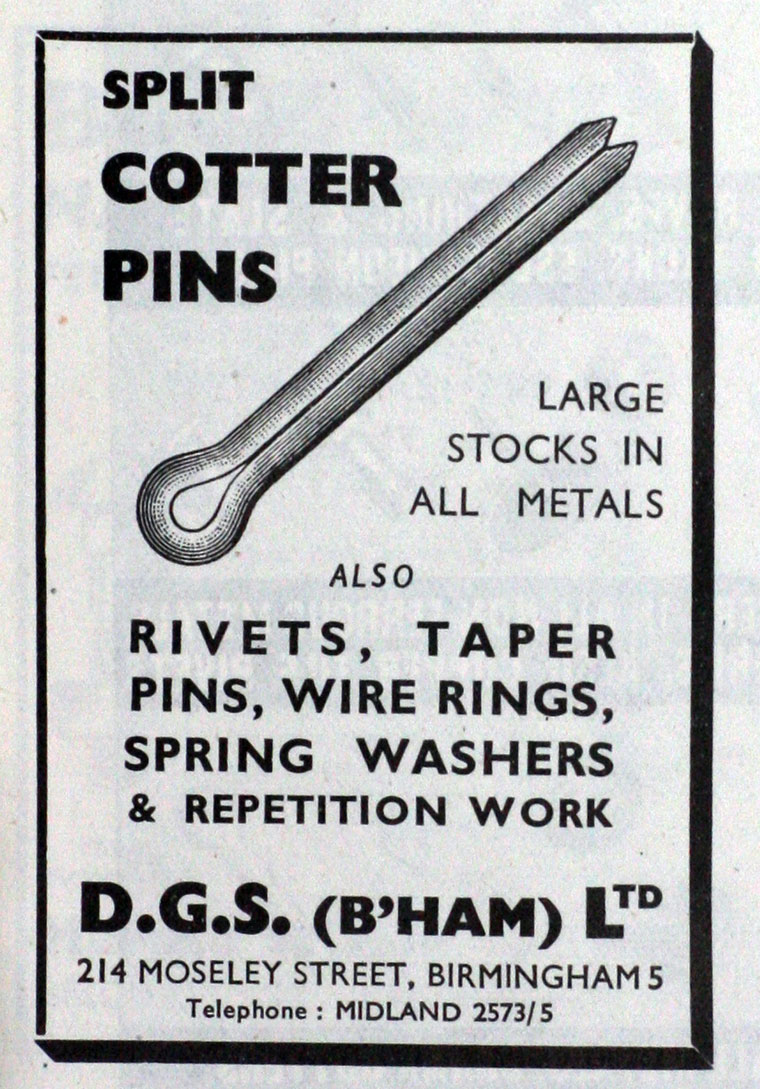 SPLIT
COTTER
PINS
LARGE
STOCKS IN
ALL METALS
ALSO
RIVETS, TAPER
PINS, WIRE RINGS,
SPRING WASHERS
& REPETITION WORK
D.G.S. (B'HAM) LTD
214 MOSELEY STREET, BIRMINGHAM 5
Telephone : MIDLAND 2573/5